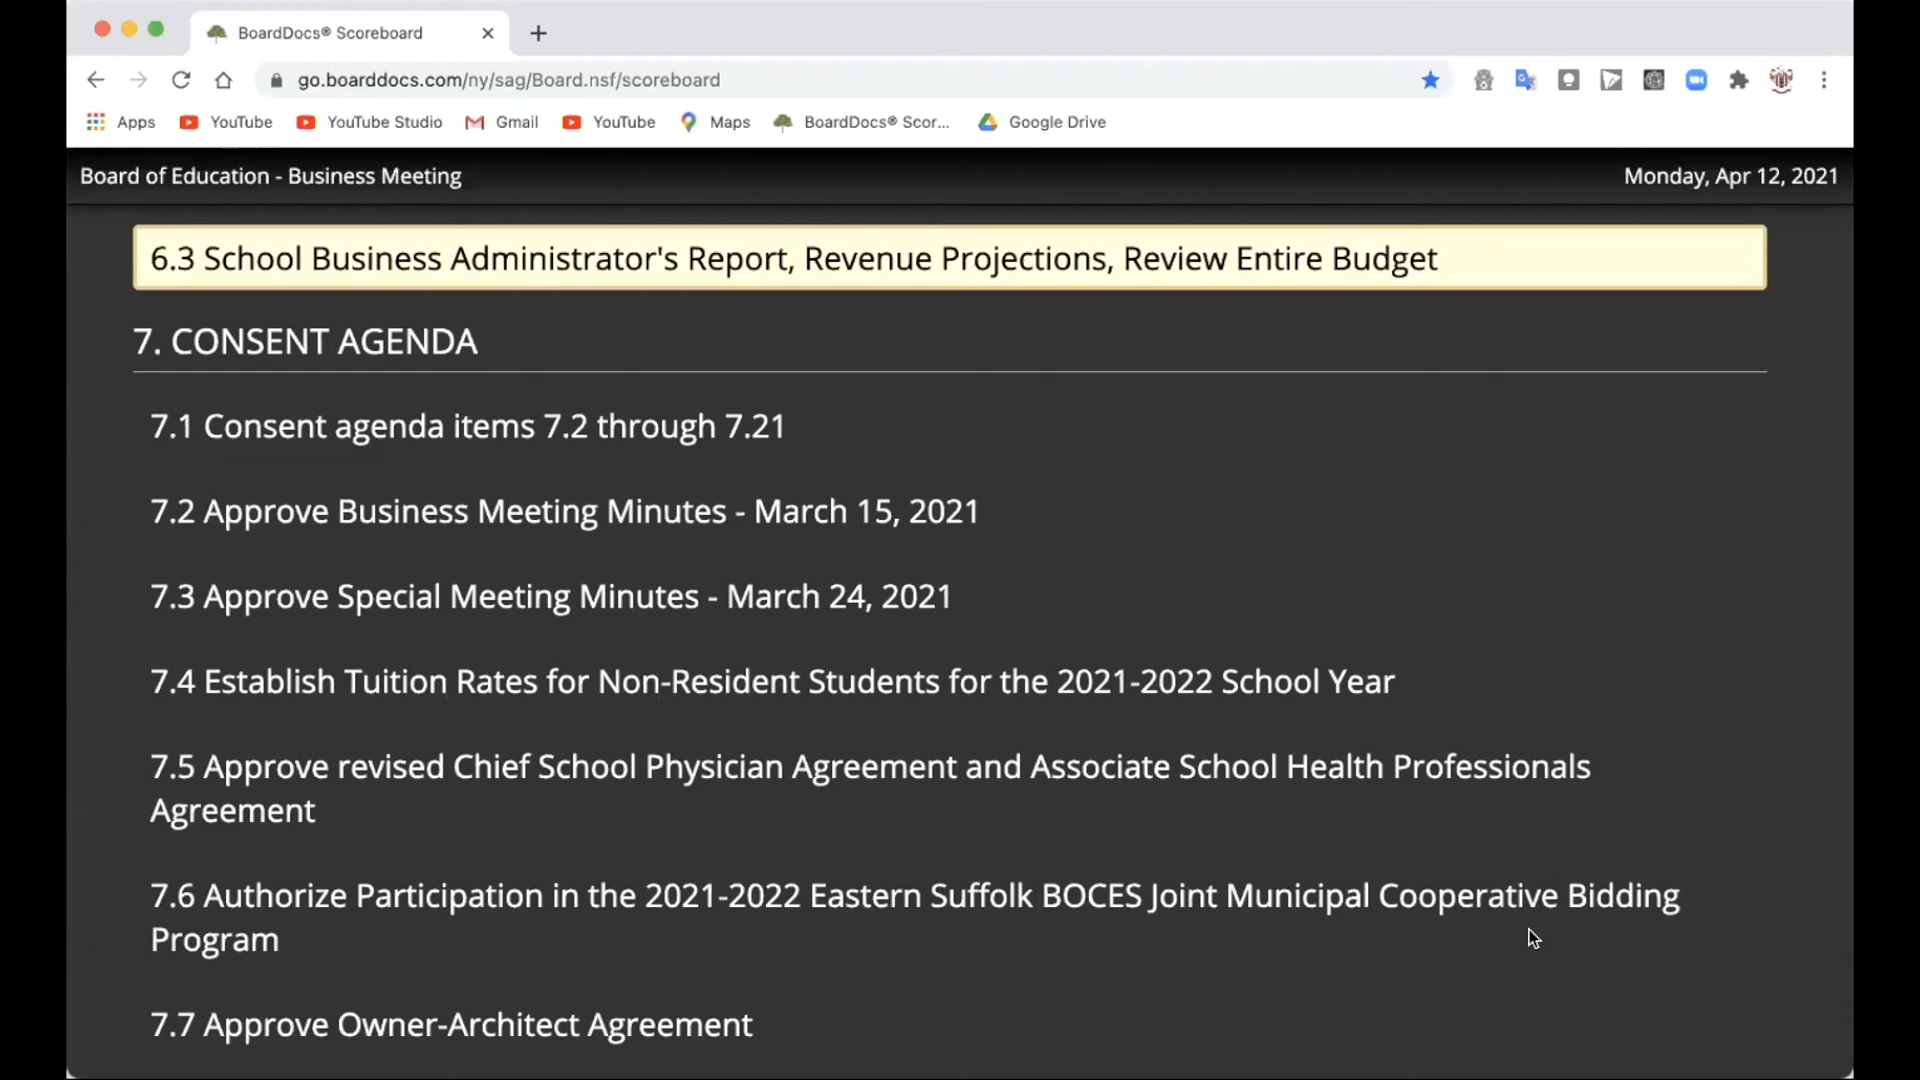 BoardDocs® Scoreboard
go.boarddocs.com/ny/sag/Board.nsf/scoreboard
Apps YouTube YouTube Studio Gmail YouTube Maps BoardDocs® Scor... Google Drive
Board of Education - Business Meeting Monday, Apr 12, 2021
6.3 School Business Administrator's Report, Revenue Projections, Review Entire Budget
7. CONSENT AGENDA
7.1 Consent agenda items 7.2 through 7.21
7.2 Approve Business Meeting Minutes - March 15, 2021
7.3 Approve Special Meeting Minutes - March 24, 2021
7.4 Establish Tuition Rates for Non-Resident Students for the 2021-2022 School Year
7.5 Approve revised Chief School Physician Agreement and Associate School Health Professionals
Agreement
7.6 Authorize Participation in the 2021-2022 Eastern Suffolk BOCES Joint Municipal Cooperative Bidding
Program
7.7 Approve Owner-Architect Agreement